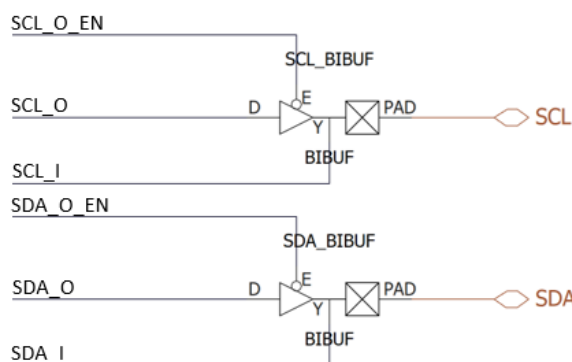 SCL_O_EN
SCL_BIBUF
E
SCL_O
D
PAD
SCL
Y
BIBUF
SCL_I
SDA_O_EN
SDA_BIBUF
E
SDA_O
D
PAD
SDA
Y
BIBUF
SDA_I